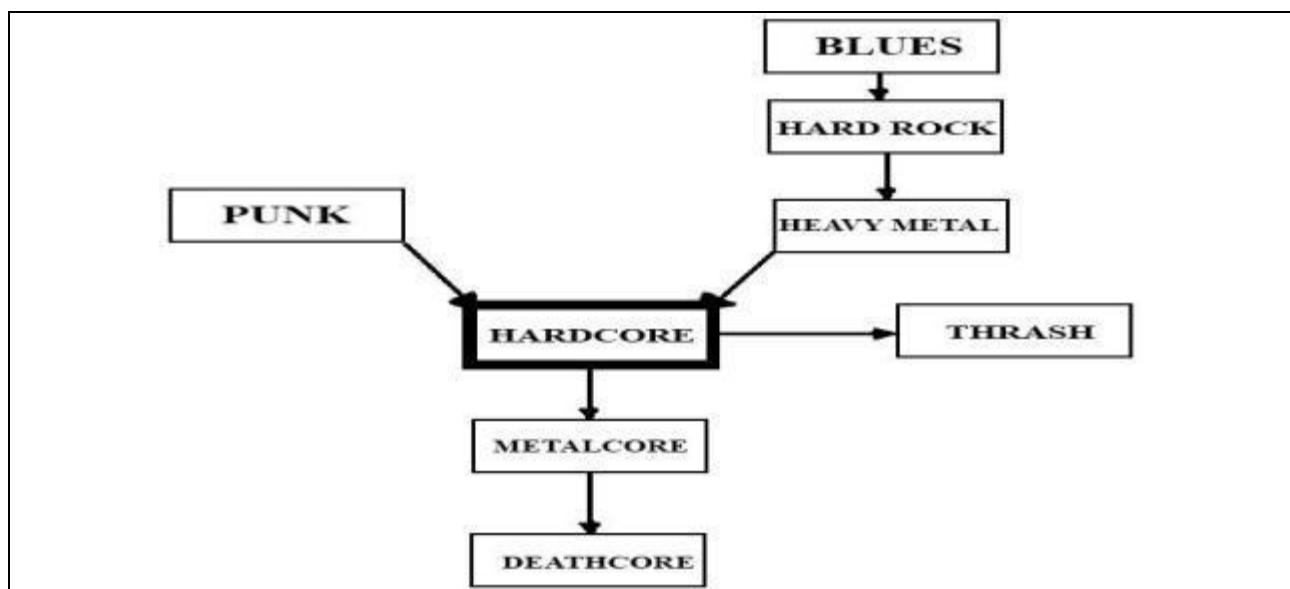 BLUES
HARD ROCK
PUNK
HEAVY METAL
HARDCORE
THRASH
METALCORE
DEATHCORE